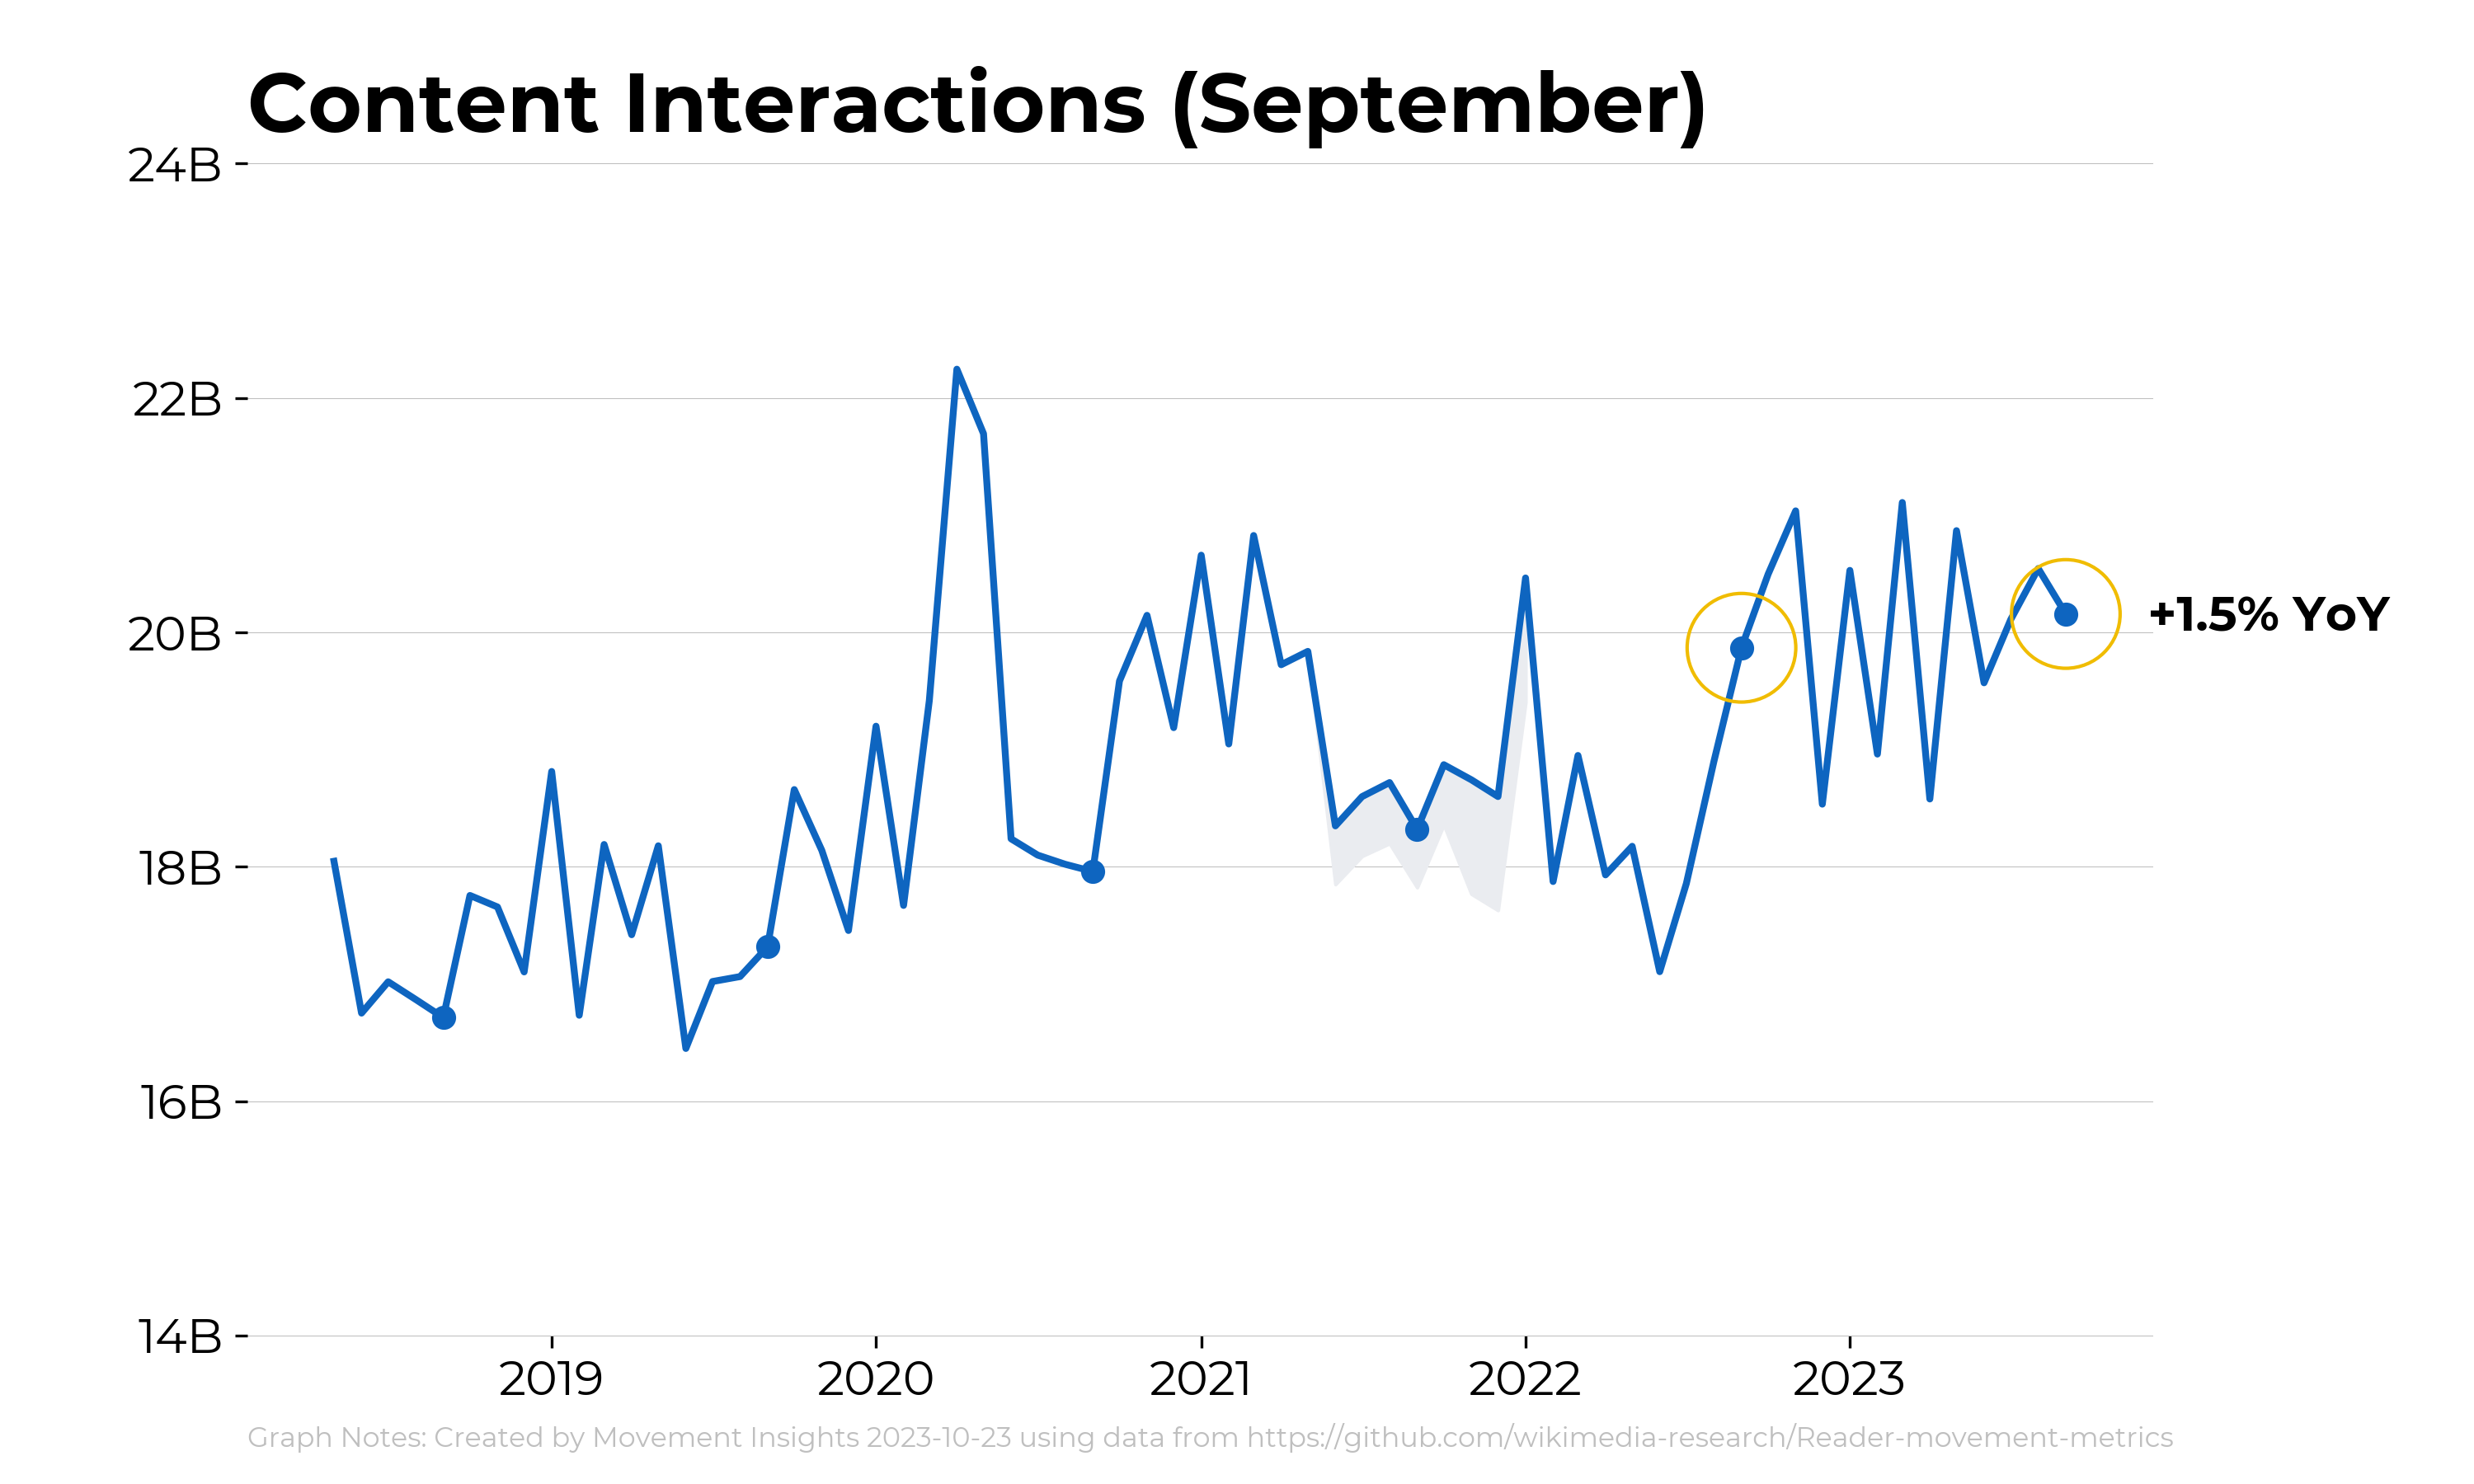 Content Interactions (September)
24B
22B
20B
+1.5% YoY
18B
16B
14B
2019 2020 2021 2022 2023
Graph Notes: Created by Movement Insights 2023-10-23 using data from https://github.com/wikimedia-research/Reader-movement-metrics